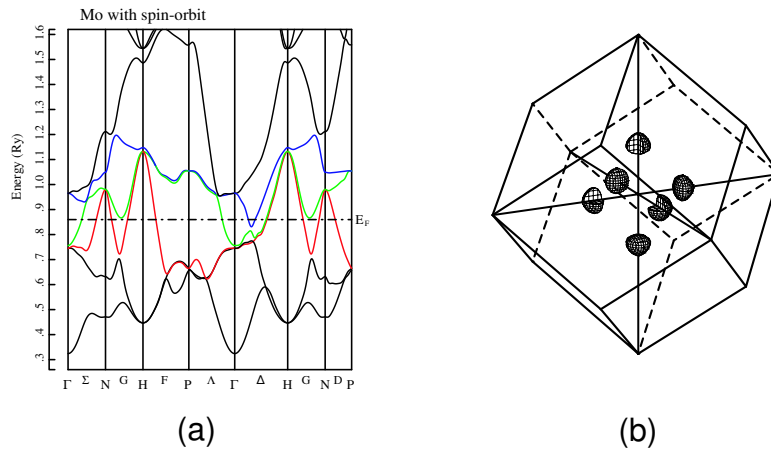 Mo with spin-orbit
Energy (Ry)
1.6
1.5
1.4
1.3
1.2
1.1
1.0
.9
.8
.7
.6
.5
.4
.3
E_F
Γ Σ N G H F P Λ Γ Δ H G N D P
(a)
(b)